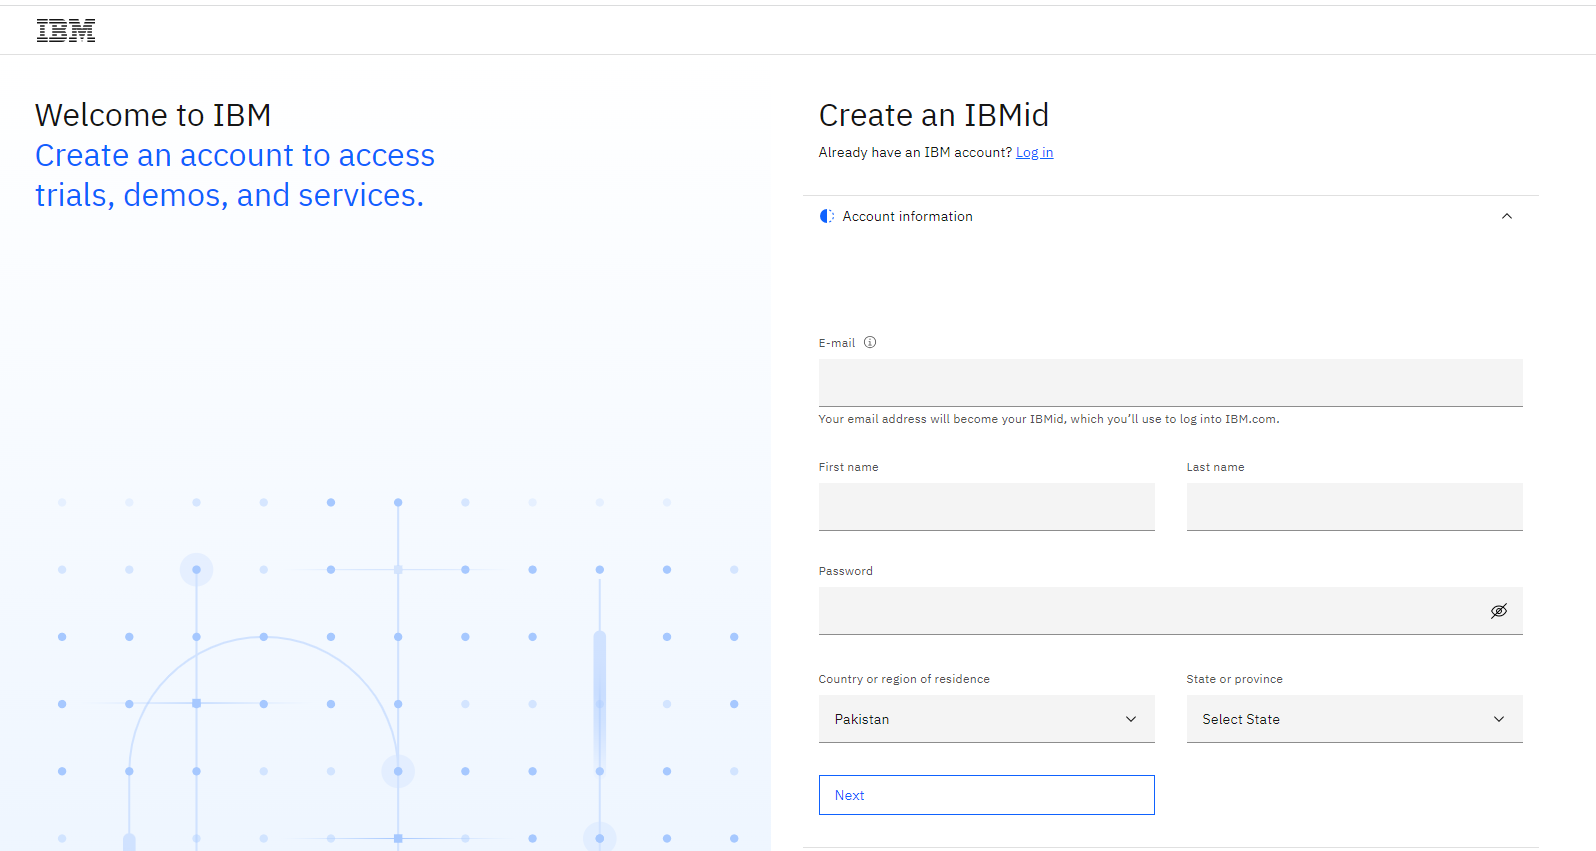 IBM
Welcome to IBM
Create an account to access
trials, demos, and services.
Create an IBMid
Already have an IBM account? Log in
Account information
E-mail
Your email address will become your IBMid, which you’ll use to log into IBM.com.
First name
Last name
Password
Country or region of residence
State or province
Pakistan
Select State
Next